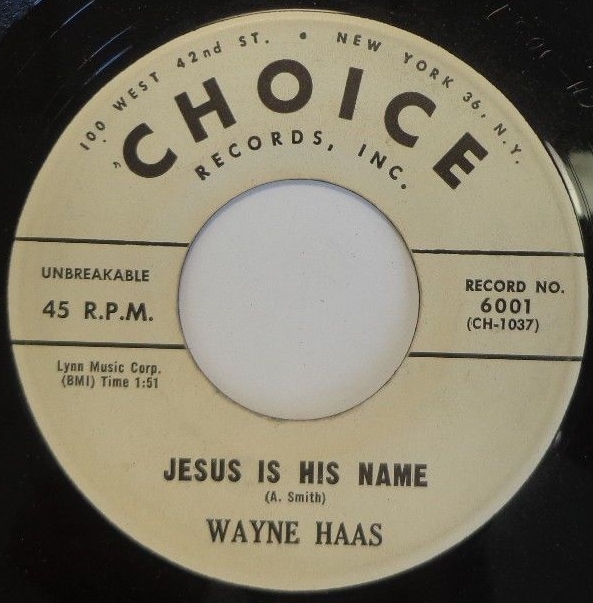 100 WEST 42nd ST. • NEW YORK 36, N.Y.
"CHOICE
RECORDS, INC.
UNBREAKABLE
45 R.P.M.
RECORD NO.
6001
(CH-1037)
Lynn Music Corp.
(BMI) Time 1:51
JESUS IS HIS NAME
(A. Smith)
WAYNE HAAS